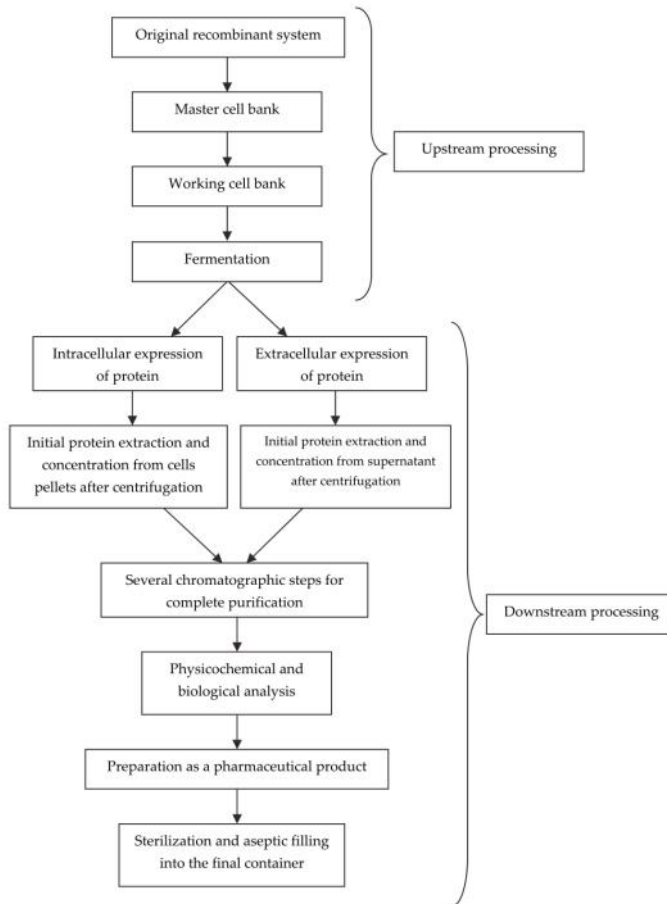 Original recombinant system
Master cell bank
Upstream processing
Working cell bank
Fermentation
Intracellular expression
of protein
Extracellular expression
of protein
Initial protein extraction and
concentration from cells
pellets after centrifugation
Initial protein extraction and
concentration from supernatant
after centrifugation
Several chromatographic steps for
complete purification
Downstream processing
Physicochemical and
biological analysis
Preparation as a pharmaceutical product
Sterilization and aseptic filling
into the final container